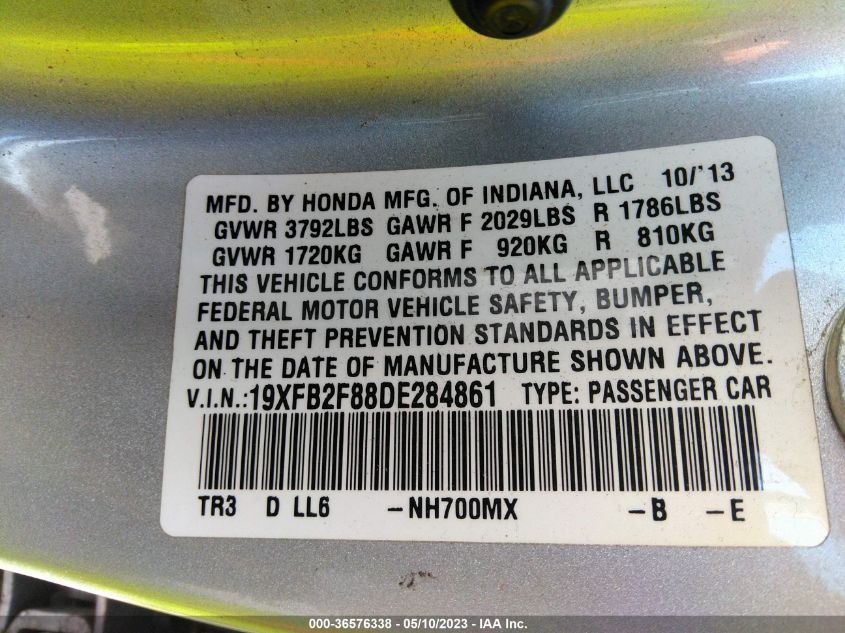 MFD. BY HONDA MFG. OF INDIANA, LLC 10/'13
GVWR 3792LBS GAWR F 2029LBS R 1786LBS
GVWR 1720KG GAWR F 920KG R 810KG
THIS VEHICLE CONFORMS TO ALL APPLICABLE
FEDERAL MOTOR VEHICLE SAFETY, BUMPER,
AND THEFT PREVENTION STANDARDS IN EFFECT
ON THE DATE OF MANUFACTURE SHOWN ABOVE.
V.I.N.:19XFB2F88DE284861 TYPE: PASSENGER CAR
TR3 D LL6 -NH700MX -B -E
000-36576338 - 05/10/2023 - IAA Inc.